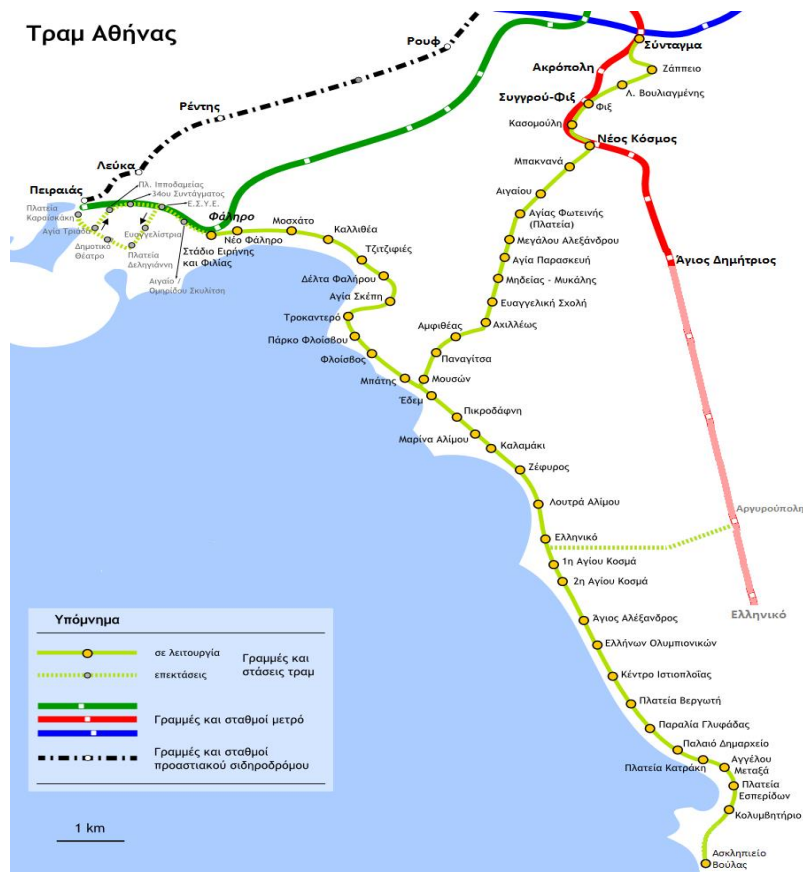 Τραμ Αθήνας
Ρουφ
Σύνταγμα
Ζάππειο
Ακρόπολη
Λ. Βουλιαγμένης
Συγγρού-Φιξ
Φιξ
Κασομούλη
Νέος Κόσμος
Ρέντης
Μπακνανά
Λεύκα
Πειραιάς
Πλ. Ιπποδαμείας
34ου Συντάγματος
Ε.Σ.Υ.Ε.
Πλατεία
Καραϊσκάκη
Αγία Τριάδα
Ευαγγελίστρια
Δημοτικό
Θέατρο
Πλατεία
Δεληγιάννη
Αιγαίο /
Ομηρίδου Σκυλίτση
Φάληρο
Στάδιο Ειρήνης
και Φιλίας
Νέο Φάληρο
Μοσχάτο
Καλλιθέα
Τζιτζιφιές
Δέλτα Φαλήρου
Αγία Σκέπη
Τροκαντερό
Πάρκο Φλοίσβου
Φλοίσβος
Μπάτης
Αιγαίου
Αγίας Φωτεινής
(Πλατεία)
Μεγάλου Αλεξάνδρου
Αγία Παρασκευή
Μηδείας - Μυκάλης
Ευαγγελική Σχολή
Αχιλλέως
Αμφιθέας
Παναγίτσα
Μουσών
Άγιος Δημήτριος
Έδεμ
Πικροδάφνη
Μαρίνα Αλίμου
Καλαμάκι
Ζέφυρος
Λουτρά Αλίμου
Αργυρούπολη
Ελληνικό
1η Αγίου Κοσμά
2η Αγίου Κοσμά
Ελληνικό
Άγιος Αλέξανδρος
Ελλήνων Ολυμπιονικών
Κέντρο Ιστιοπλοΐας
Πλατεία Βεργωτή
Παραλία Γλυφάδας
Παλαιό Δημαρχείο
Πλατεία Κατράκη
Αγγέλου
Μεταξά
Πλατεία
Εσπερίδων
Κολυμβητήριο
Ασκληπιείο
Βούλας
Υπόμνημα
σε λειτουργία
επεκτάσεις
Γραμμές και
στάσεις τραμ
Γραμμές και σταθμοί μετρό
Γραμμές και σταθμοί
προαστιακού σιδηροδρόμου
1 km